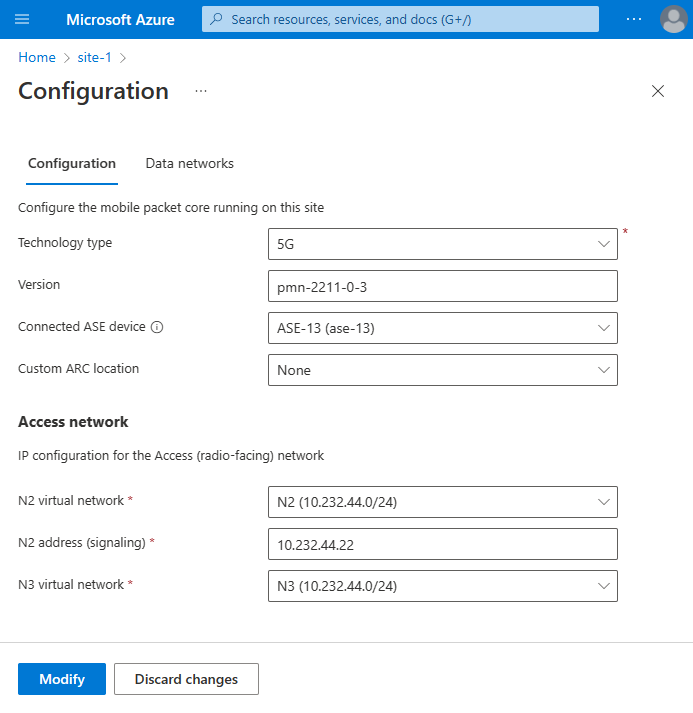 Microsoft Azure
Search resources, services, and docs (G+/)
Home > site-1 >
Configuration ...
Configuration Data networks
Configure the mobile packet core running on this site
Technology type 5G *
Version pmn-2211-0-3
Connected ASE device ASE-13 (ase-13)
Custom ARC location None
Access network
IP configuration for the Access (radio-facing) network
N2 virtual network * N2 (10.232.44.0/24)
N2 address (signaling) * 10.232.44.22
N3 virtual network * N3 (10.232.44.0/24)
Modify Discard changes